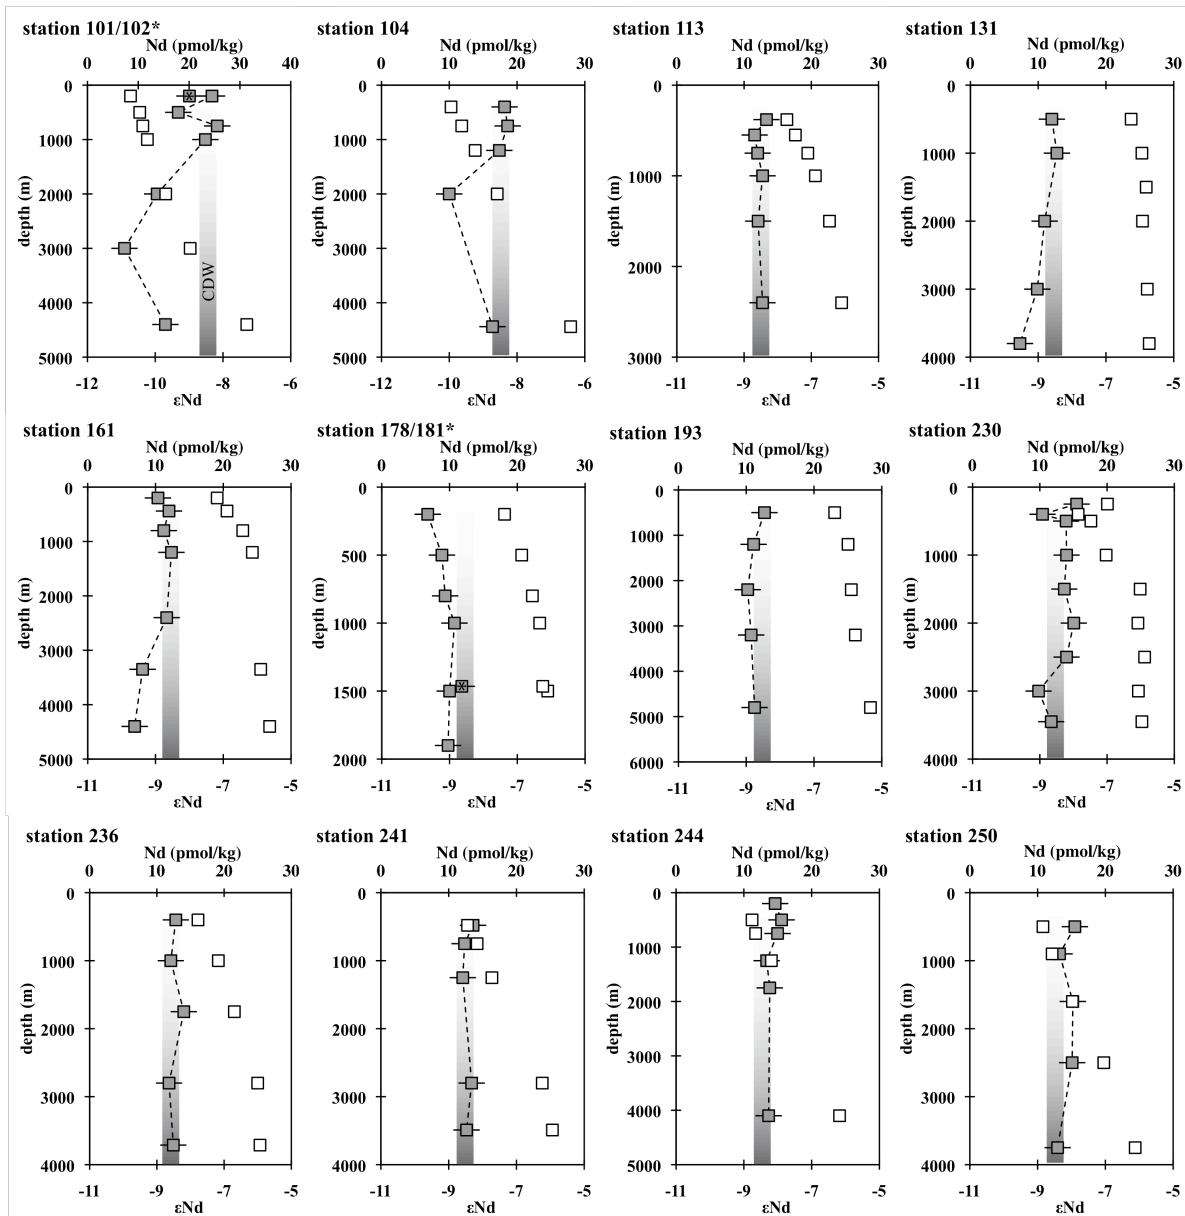 station 101/102*
Nd (pmol/kg)
0 10 20 30 40
0
1000
2000
3000
4000
5000
depth (m)
CDW
-12 -10 -8 -6
εNd
station 104
Nd (pmol/kg)
0 10 20 30
0
1000
2000
3000
4000
5000
depth (m)
-12 -10 -8 -6
εNd
station 113
Nd (pmol/kg)
0 10 20 30
0
1000
2000
3000
depth (m)
-11 -9 -7 -5
εNd
station 131
Nd (pmol/kg)
0 10 20 30
0
1000
2000
3000
4000
depth (m)
-11 -9 -7 -5
εNd
station 161
Nd (pmol/kg)
0 10 20 30
0
1000
2000
3000
4000
5000
depth (m)
-11 -9 -7 -5
εNd
station 178/181*
Nd (pmol/kg)
0 10 20 30
0
500
1000
1500
2000
depth (m)
-11 -9 -7 -5
εNd
station 193
Nd (pmol/kg)
0 10 20 30
0
1000
2000
3000
4000
5000
6000
depth (m)
-11 -9 -7 -5
εNd
station 230
Nd (pmol/kg)
0 10 20 30
0
1000
2000
3000
4000
depth (m)
-11 -9 -7 -5
εNd
station 236
Nd (pmol/kg)
0 10 20 30
0
1000
2000
3000
4000
depth (m)
-11 -9 -7 -5
εNd
station 241
Nd (pmol/kg)
0 10 20 30
0
1000
2000
3000
4000
depth (m)
-11 -9 -7 -5
εNd
station 244
Nd (pmol/kg)
0 10 20 30
0
1000
2000
3000
4000
5000
depth (m)
-11 -9 -7 -5
εNd
station 250
Nd (pmol/kg)
0 10 20 30
0
1000
2000
3000
4000
depth (m)
-11 -9 -7 -5
εNd